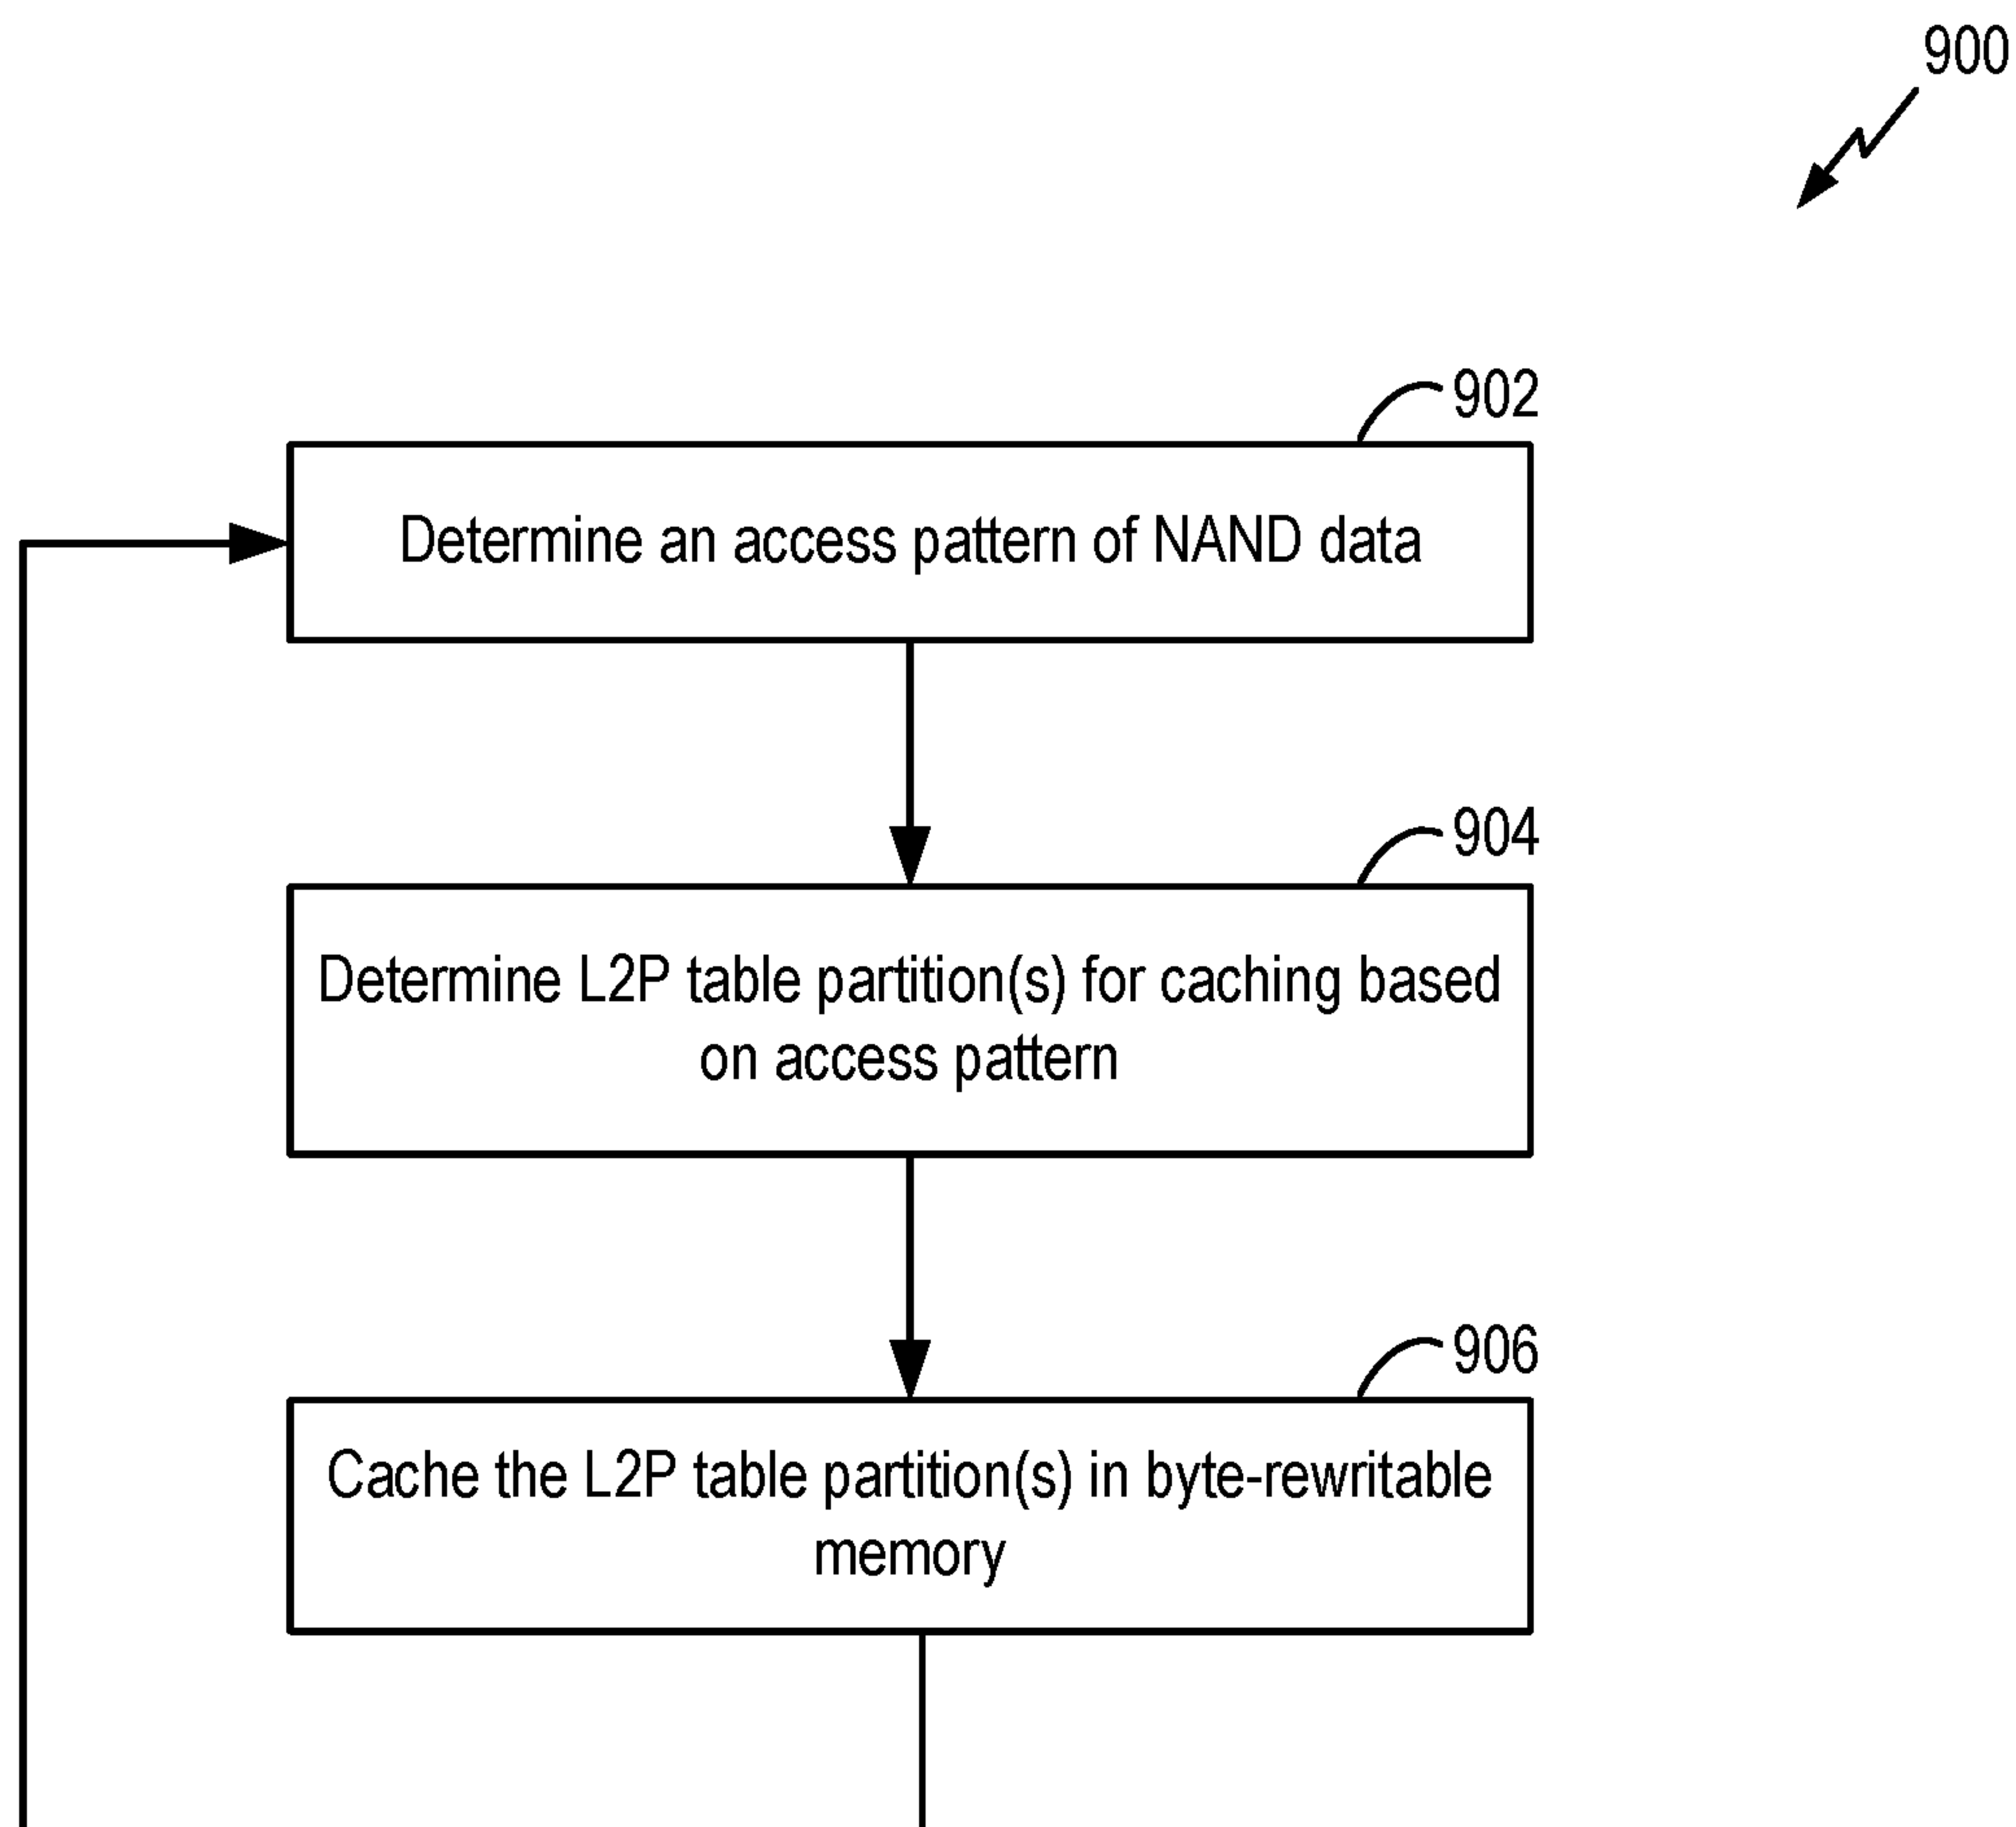 900
902
Determine an access pattern of NAND data
904
Determine L2P table partition(s) for caching based
on access pattern
906
Cache the L2P table partition(s) in byte-rewritable
memory